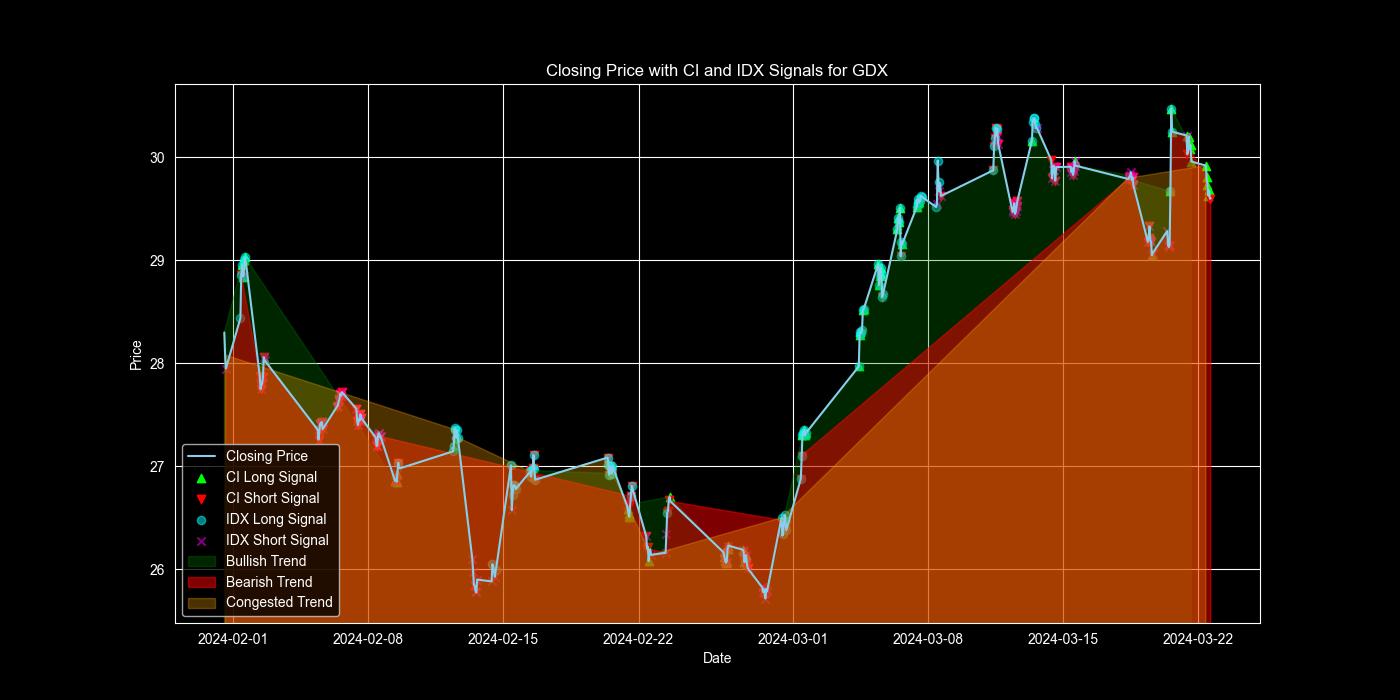 Closing Price with CI and IDX Signals for GDX
Price
30
29
28
27
26
Closing Price
CI Long Signal
CI Short Signal
IDX Long Signal
IDX Short Signal
Bullish Trend
Bearish Trend
Congested Trend
2024-02-01 2024-02-08 2024-02-15 2024-02-22 2024-03-01 2024-03-08 2024-03-15 2024-03-22
Date